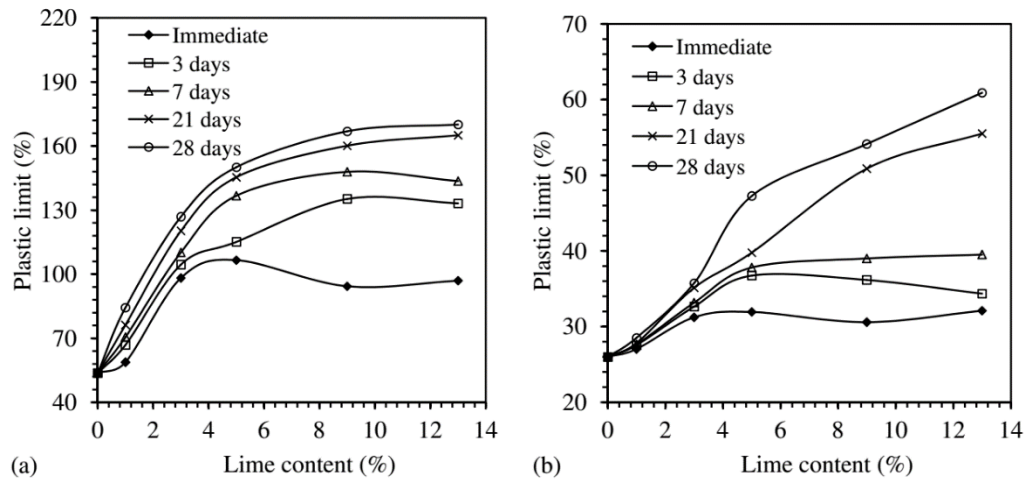 220
190
160
130
100
70
40
Plastic limit (%)
Immediate
3 days
7 days
21 days
28 days
0 2 4 6 8 10 12 14
Lime content (%)
(a)
70
60
50
40
30
20
Plastic limit (%)
Immediate
3 days
7 days
21 days
28 days
0 2 4 6 8 10 12 14
Lime content (%)
(b)